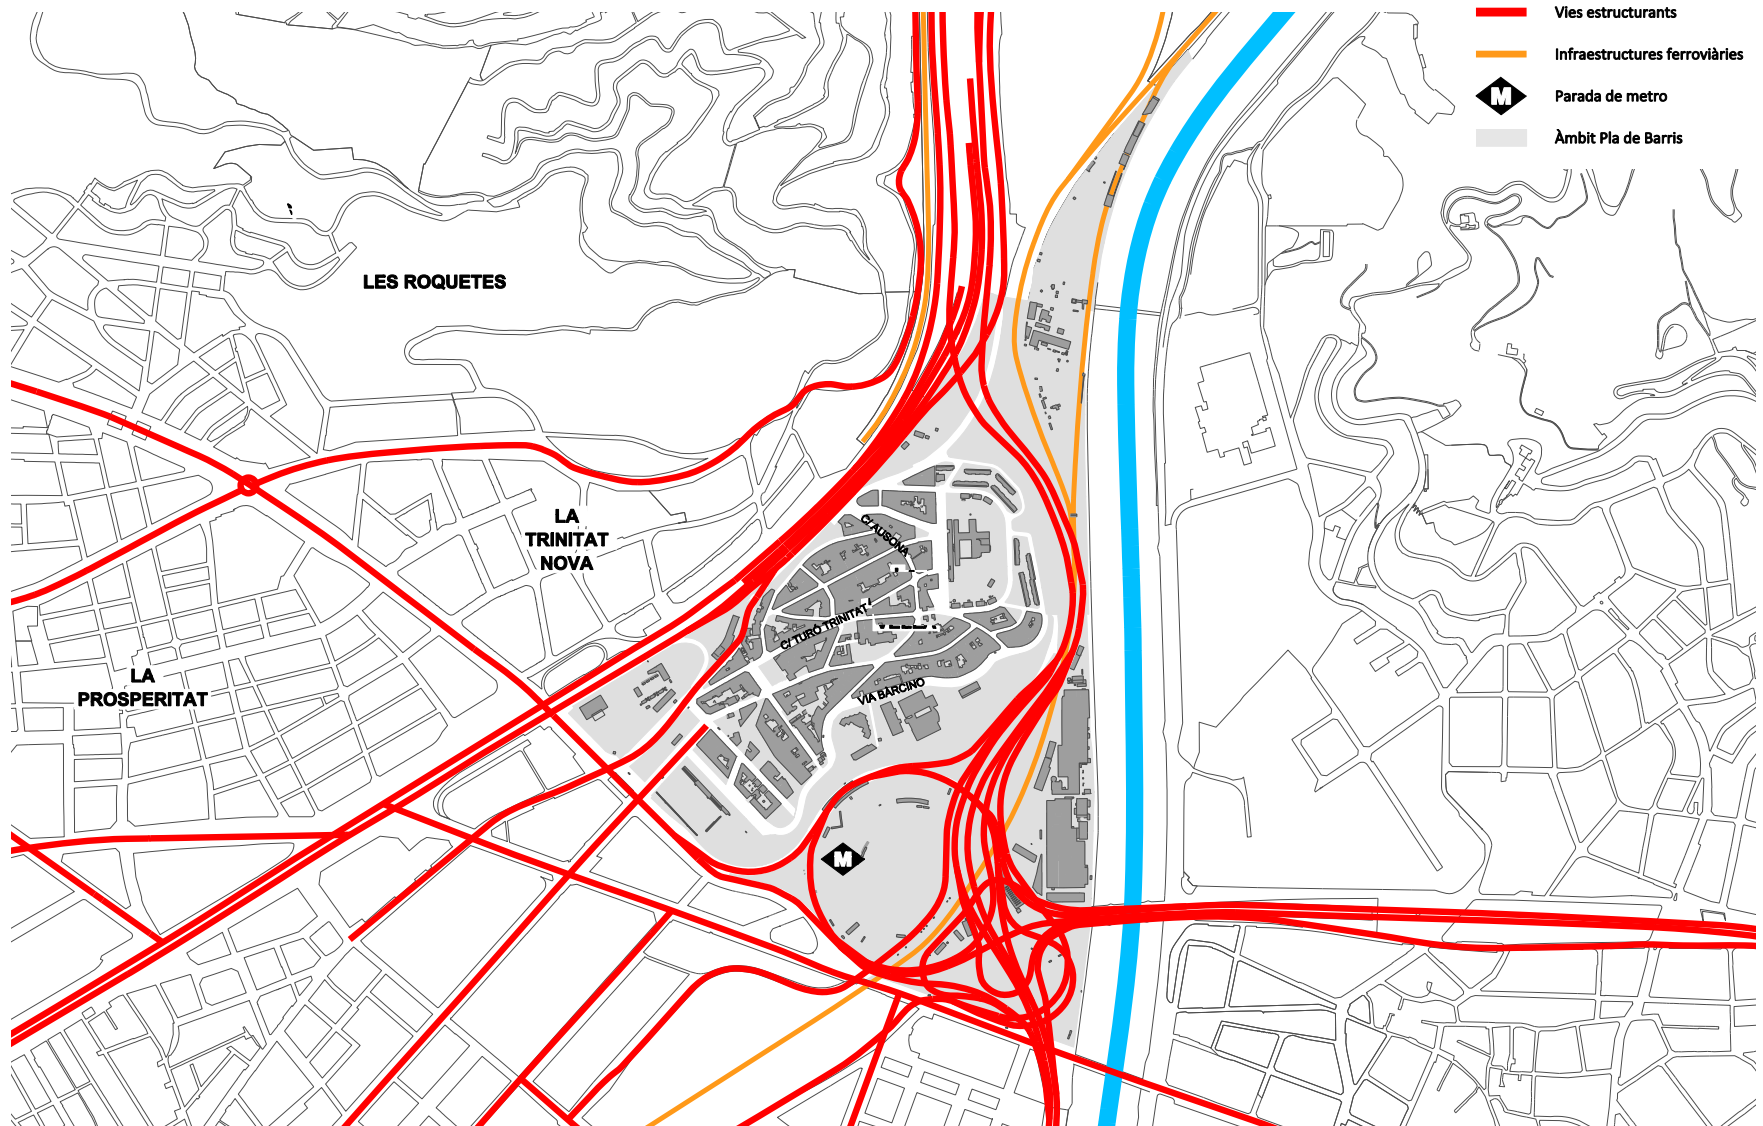 Vies estructurants
Infraestructures ferroviàries
M
Parada de metro
Àmbit Pla de Barris
LES ROQUETES
LA
TRINITAT
NOVA
C/ AUSONA
C/ TURÓ TRINITAT
LA
PROSPERITAT
VIA BARCINO
M